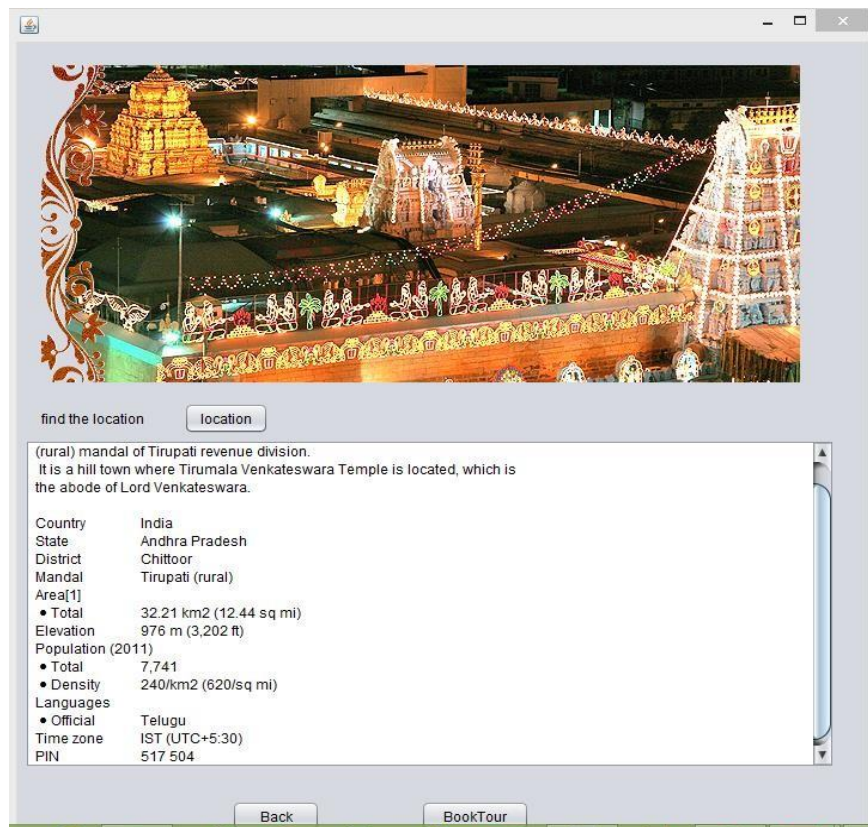 find the location
location
(rural) mandal of Tirupati revenue division.
It is a hill town where Tirumala Venkateswara Temple is located, which is
the abode of Lord Venkateswara.
Country India
State Andhra Pradesh
District Chittoor
Mandal Tirupati (rural)
Area[1]
• Total 32.21 km2 (12.44 sq mi)
Elevation 976 m (3,202 ft)
Population (2011)
• Total 7,741
• Density 240/km2 (620/sq mi)
Languages
• Official Telugu
Time zone IST (UTC+5:30)
PIN 517 504
Back
BookTour